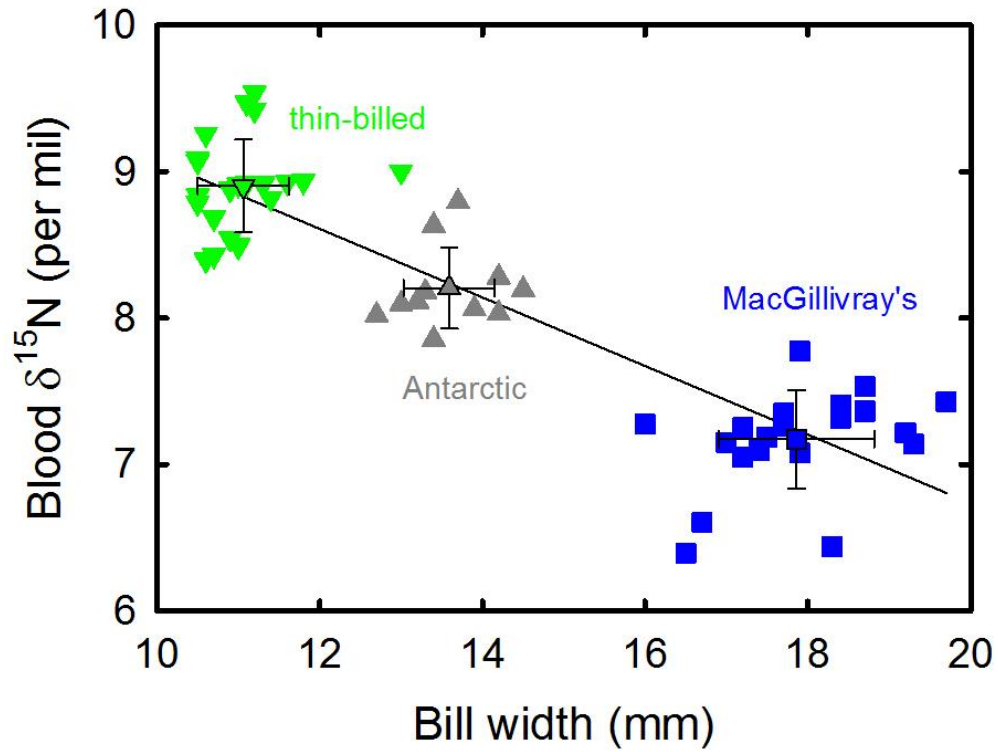 10
9
8
7
6
Blood δ¹⁵N (per mil)
thin-billed
Antarctic
MacGillivray's
10 12 14 16 18 20
Bill width (mm)